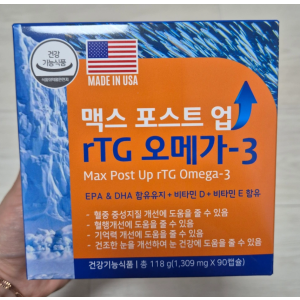 건강
기능식품
MADE IN USA
맥스 포스트 업
rTG 오메가-3
Max Post Up rTG Omega-3
EPA & DHA 함유유지+비타민 D+비타민 E 함유
- 혈중 중성지질 개선에 도움을 줄 수 있음
- 혈행개선에 도움을 줄 수 있음
- 기억력 개선에 도움을 줄 수 있음
- 건조한 눈을 개선하여 눈 건강에 도움을 줄 수 있음
건강기능식품 | 총 118 g(1,309 mg X 90캡슐)